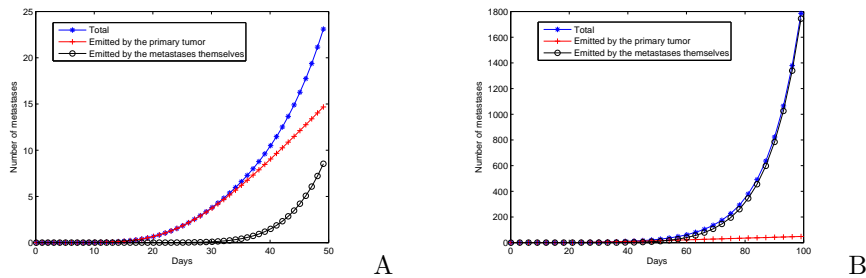 25
20
15
10
5
0
Number of metastases
Total
Emitted by the primary tumor
Emitted by the metastases themselves
0 10 20 30 40 50
Days
A
1800
1600
1400
1200
1000
800
600
400
200
0
Number of metastases
Total
Emitted by the primary tumor
Emitted by the metastases themselves
0 20 40 60 80 100
Days
B